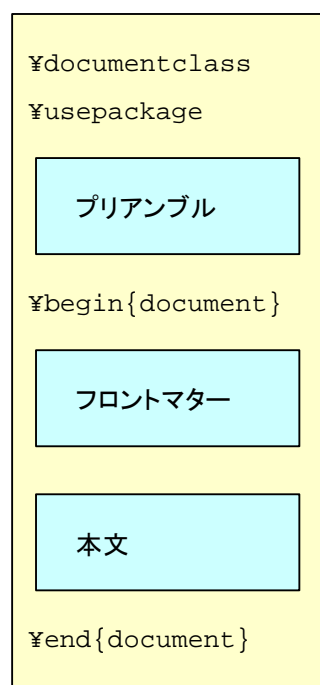 ¥documentclass
¥usepackage
プリアンブル
¥begin{document}
フロントマター
本文
¥end{document}